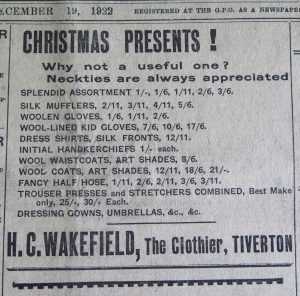 DECEMBER 19, 1922 REGISTERED AT THE G.P.O. AS A NEWSPAPER
CHRISTMAS PRESENTS !
Why not a useful one?
Neckties are always appreciated
SPLENDID ASSORTMENT 1/-, 1/6, 1/11, 2/6, 3/6.
SILK MUFFLERS, 2/11, 3/11, 4/11, 5/6.
WOOLEN GLOVES, 1/6, 1/11, 2/6.
WOOL-LINED KID GLOVES, 7/6, 10/6, 17/6.
DRESS SHIRTS, SILK FRONTS, 12/11.
INITIAL HANDKERCHIEFS 1/- each.
WOOL WAISTCOATS, ART SHADES, 8/6.
WOOL COATS, ART SHADES, 12/11, 18/6, 21/-.
FANCY HALF HOSE, 1/11, 2/6, 2/11, 3/6, 3/11.
TROUSER PRESSES and STRETCHERS COMBINED, Best Make
only, 25/-, 30/- Each.
DRESSING GOWNS, UMBRELLAS, &c., &c.
H. C. WAKEFIELD, The Clothier, TIVERTON